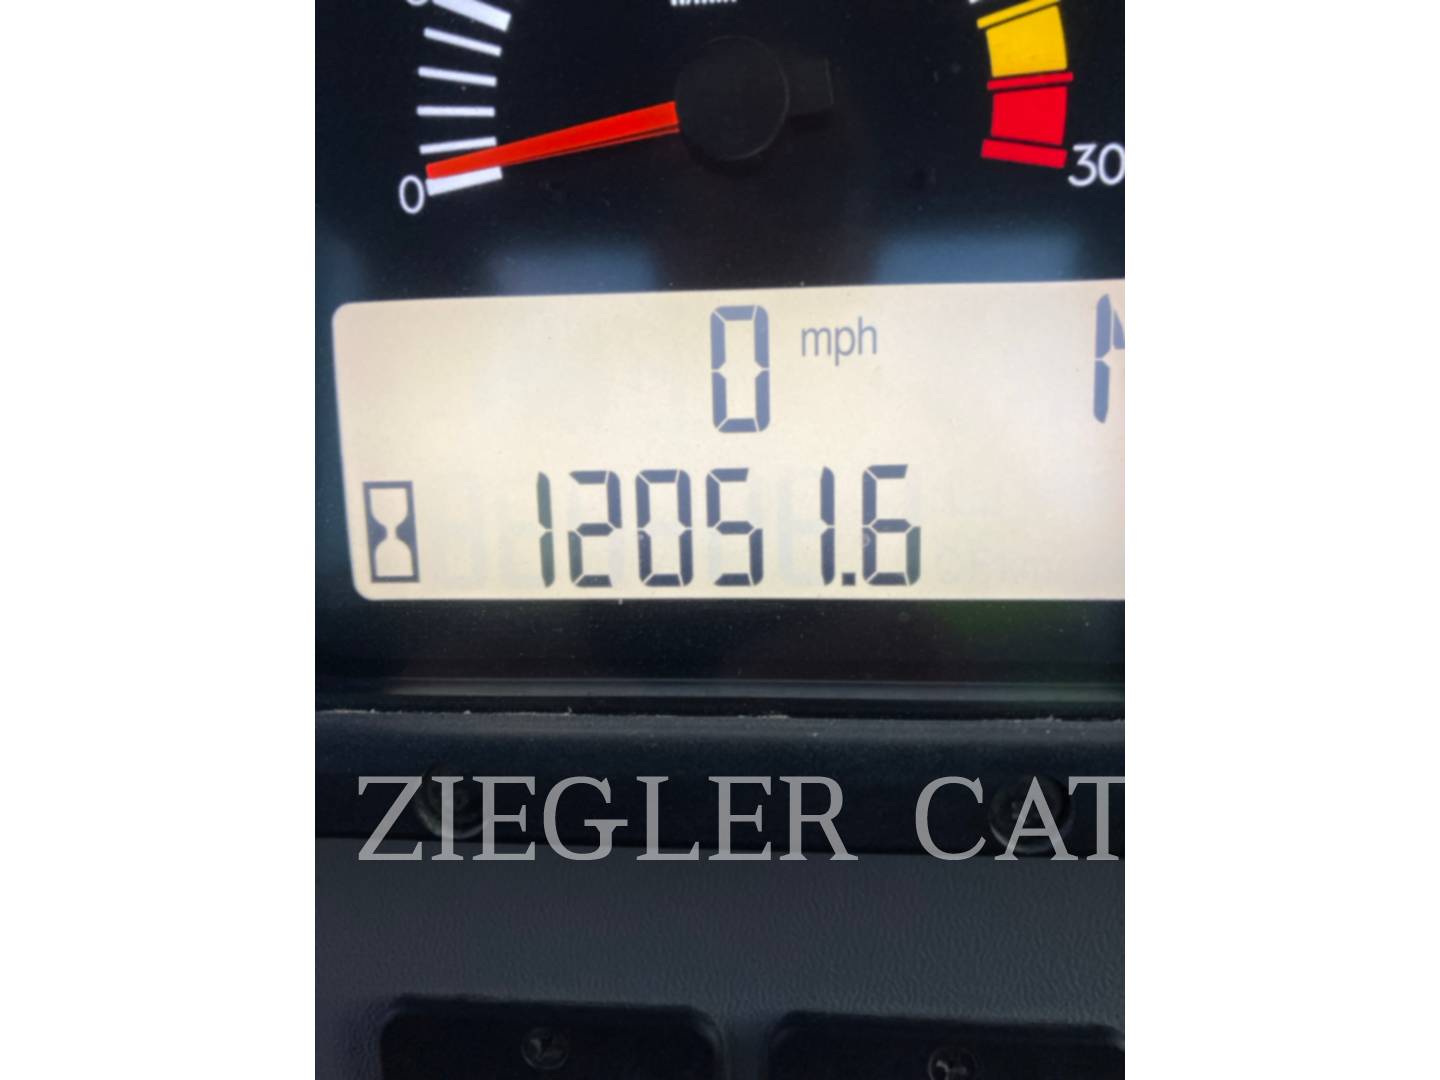 0
30
0 mph
12051.6
ZIEGLER CAT